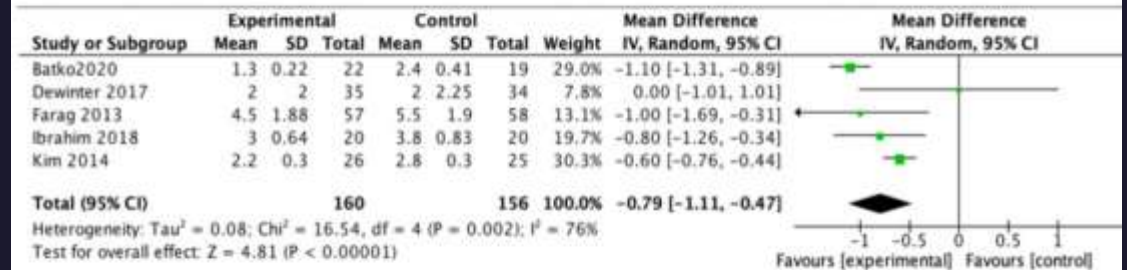 Experimental Control Mean Difference Mean Difference
Study or Subgroup Mean SD Total Mean SD Total Weight IV, Random, 95% CI IV, Random, 95% CI
Batko2020 1.3 0.22 22 2.4 0.41 19 29.0% −1.10 [−1.31, −0.89]
Dewinter 2017 2 2 35 2 2.25 34 7.8% 0.00 [−1.01, 1.01]
Farag 2013 4.5 1.88 57 5.5 1.9 58 13.1% −1.00 [−1.69, −0.31]
Ibrahim 2018 3 0.64 20 3.8 0.83 20 19.7% −0.80 [−1.26, −0.34]
Kim 2014 2.2 0.3 26 2.8 0.3 25 30.3% −0.60 [−0.76, −0.44]
Total (95% CI) 160 156 100.0% −0.79 [−1.11, −0.47]
Heterogeneity: Tau² = 0.08; Chi² = 16.54, df = 4 (P = 0.002); I² = 76%
Test for overall effect: Z = 4.81 (P < 0.00001)
−1 −0.5 0 0.5 1
Favours [experimental] Favours [control]